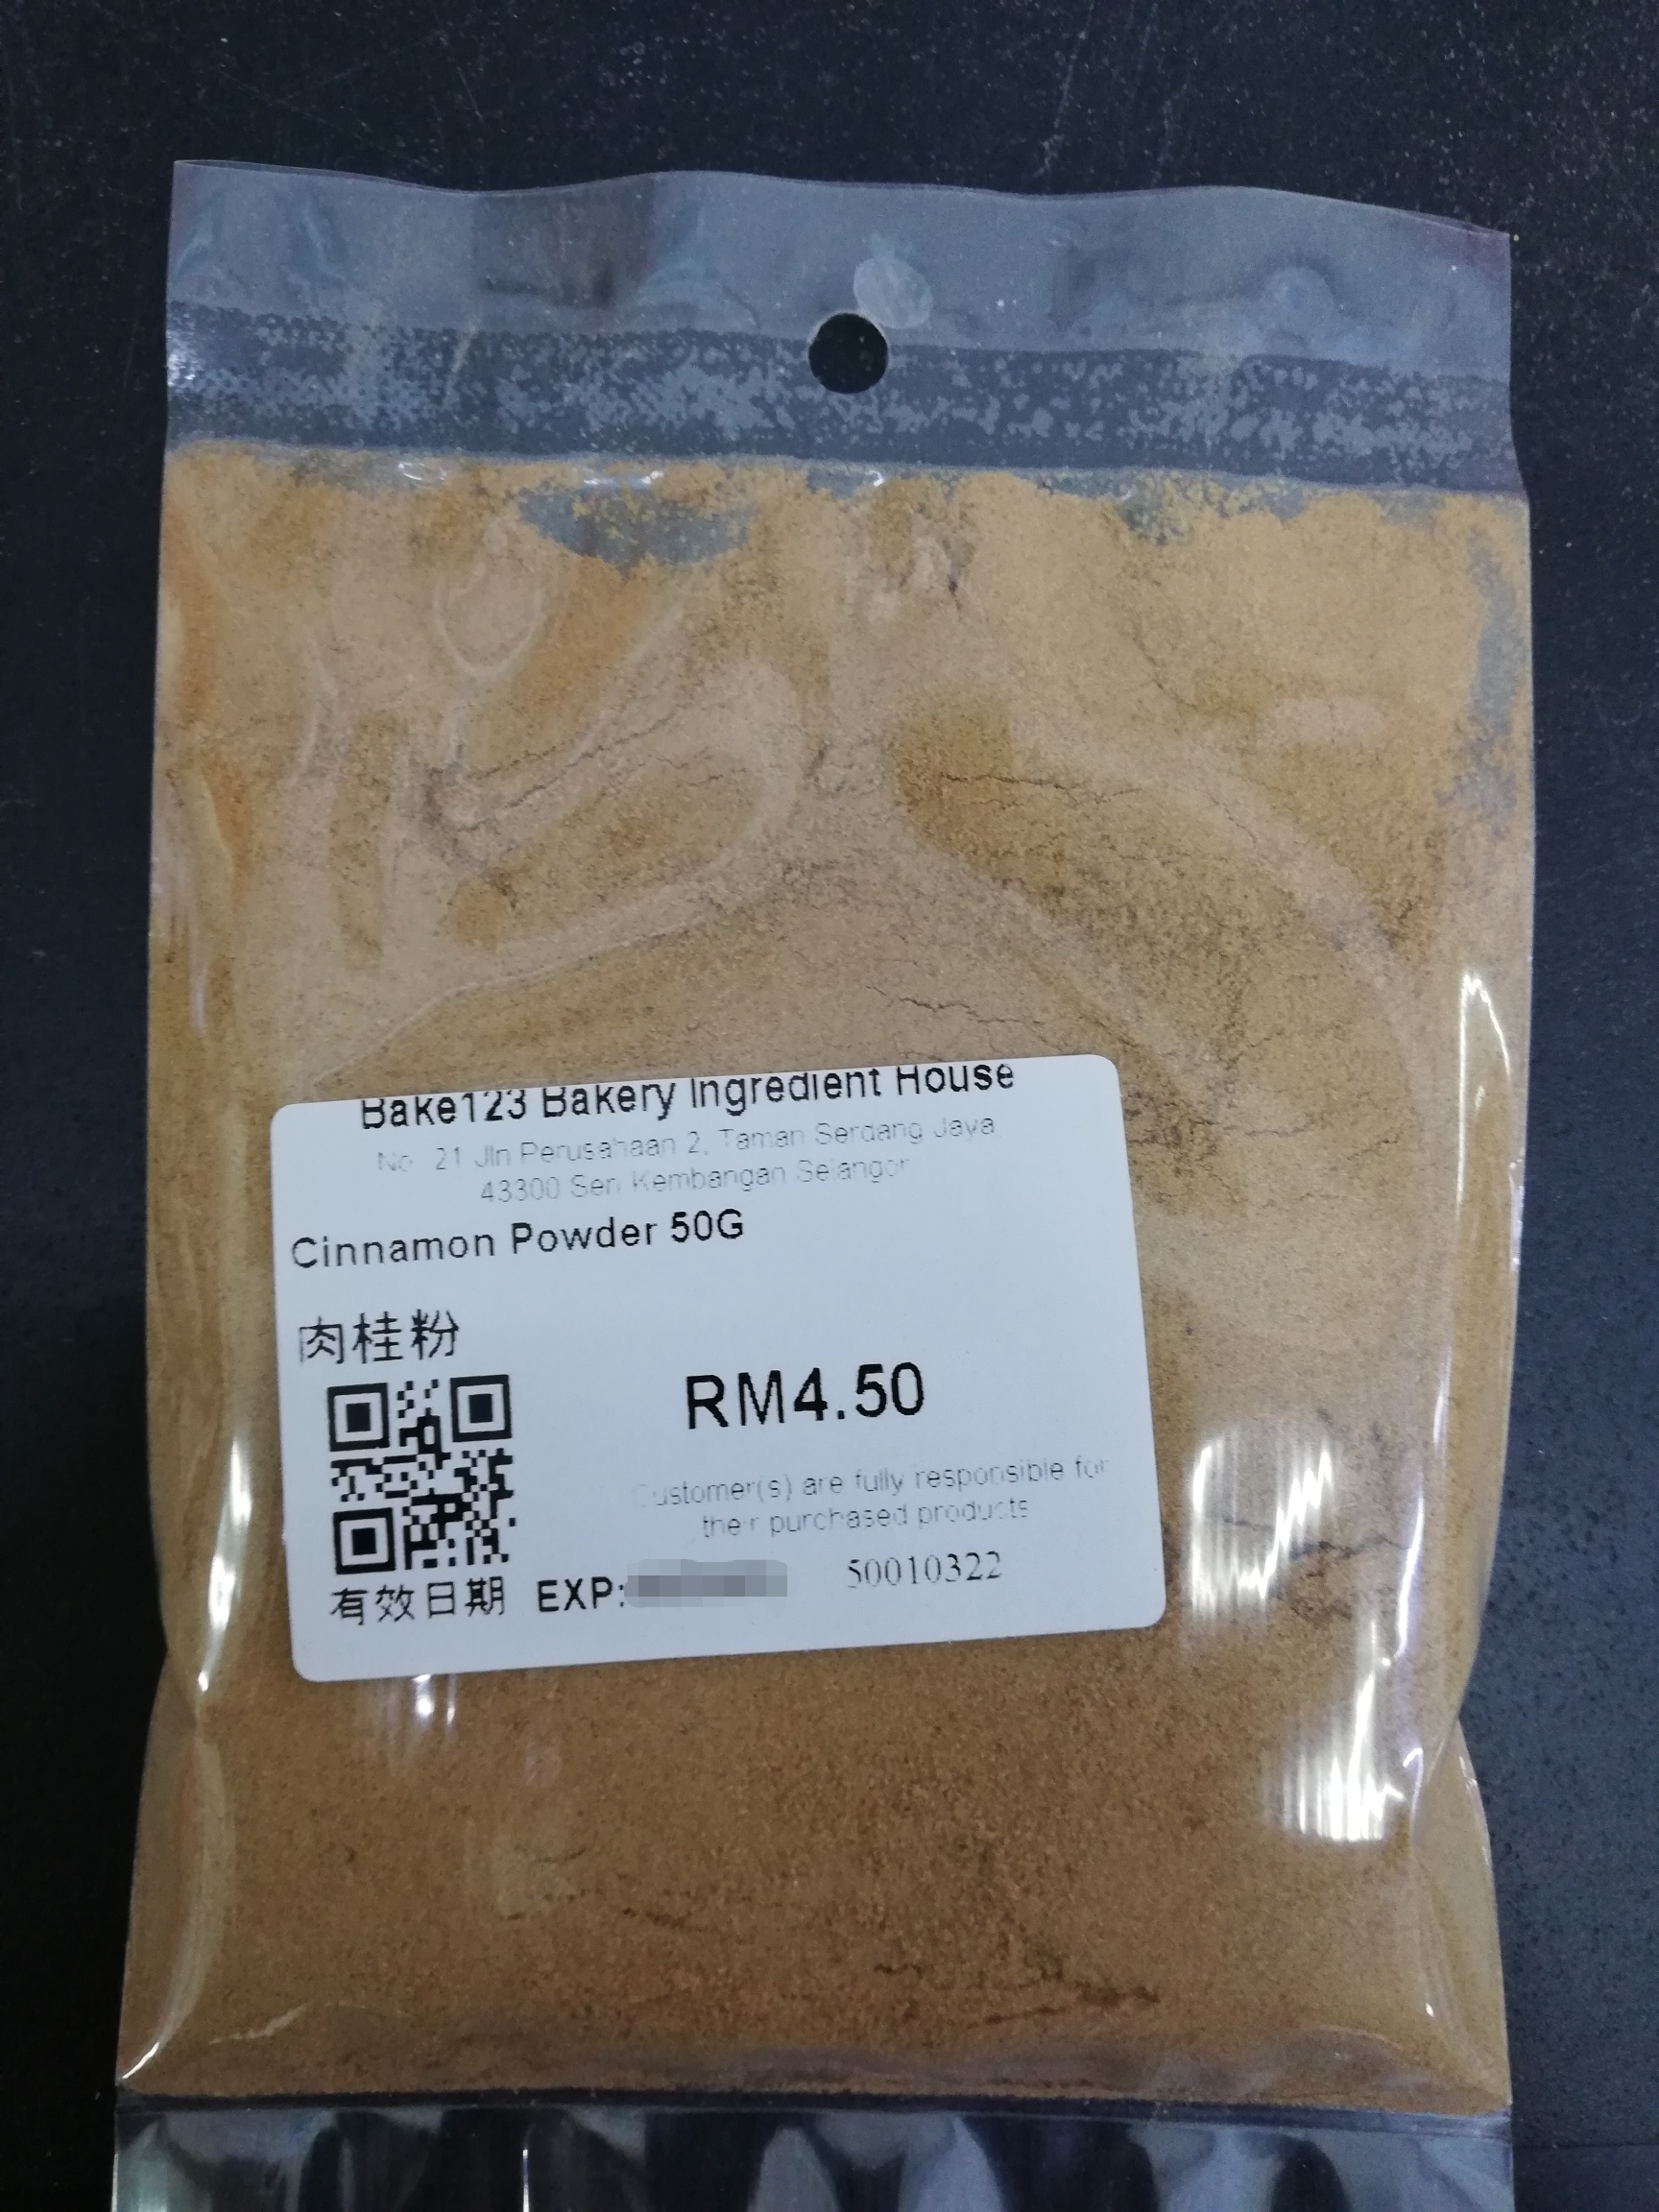 Bake123 Bakery Ingredient House
No. 21 Jln Perusahaan 2, Taman Serdang Jaya
43300 Seri Kembangan Selangor
Cinnamon Powder 50G
肉桂粉
RM4.50
Customer(s) are fully responsible for
their purchased products
有效日期 EXP: 50010322